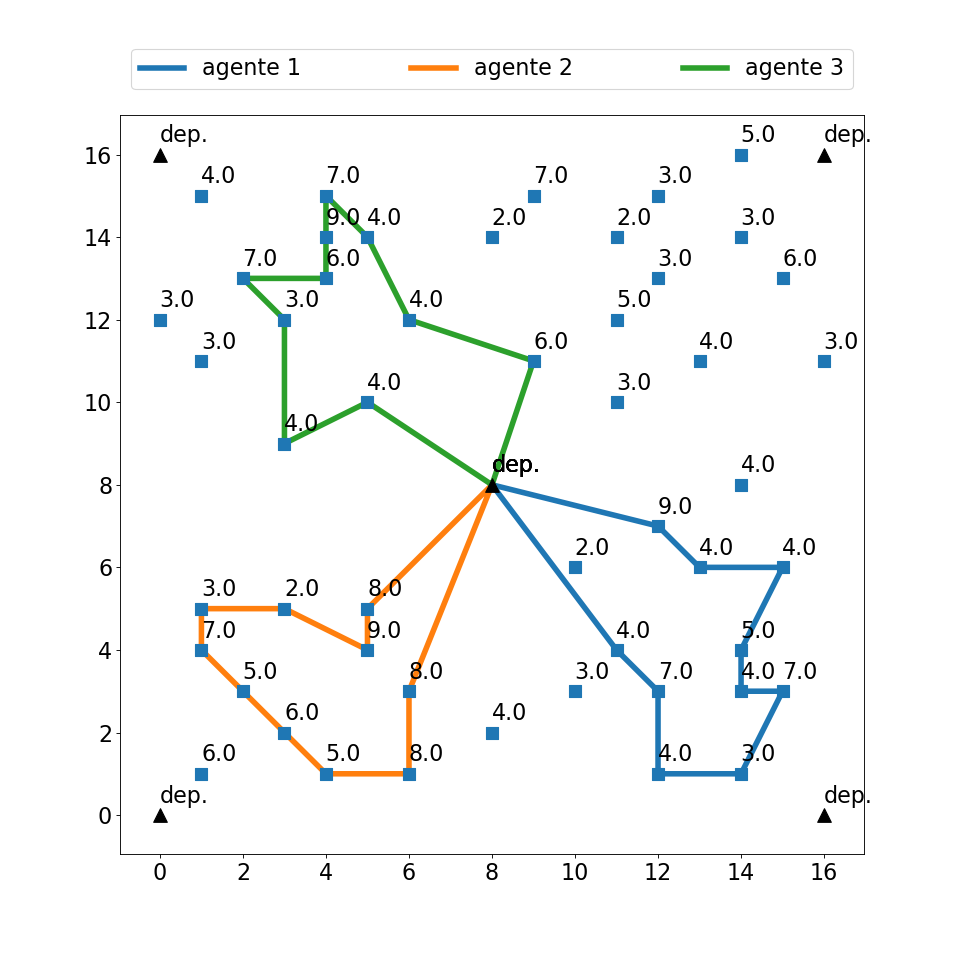 agente 1 agente 2 agente 3
dep. 5.0 dep.
16
4.0 7.0 7.0 3.0
9.0 4.0 2.0 2.0 3.0
14
7.0 6.0 3.0 6.0
3.0 3.0 4.0 5.0
12
3.0 6.0 4.0 3.0
4.0 3.0
10
4.0
dep. dep. 4.0
8
9.0
2.0 4.0 4.0
6
3.0 2.0 8.0
7.0 9.0 4.0 5.0
4
5.0 8.0 3.0 7.0 4.0 7.0
6.0 4.0
2
6.0 5.0 8.0 4.0 3.0
dep. dep.
0
0 2 4 6 8 10 12 14 16